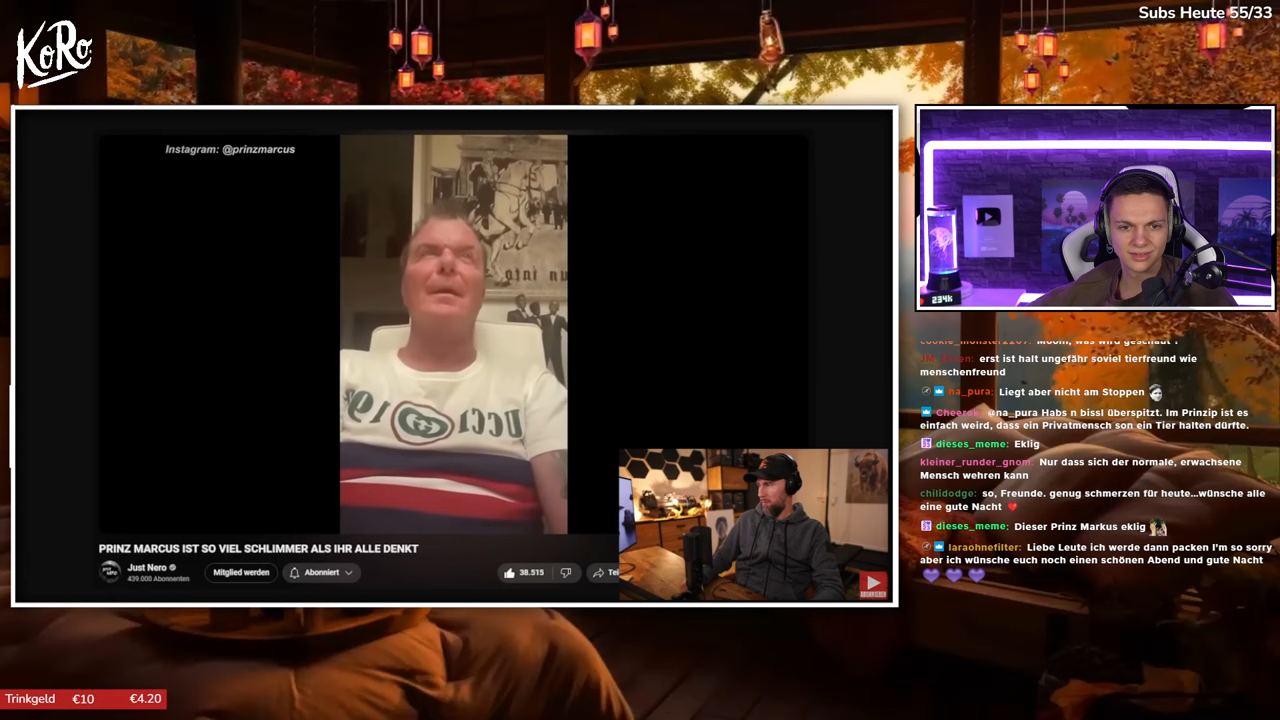 Subs Heute 55/33
KoRo
Instagram: @prinzmarcus
234k
erst ist halt ungefähr soviel tierfreund wie
menschenfreund
na_pura: Liegt aber nicht am Stoppen
Cheerok: @na_pura Habs n bissl überspitzt. Im Prinzip ist es
einfach weird, dass ein Privatmensch son ein Tier halten dürfte.
dieses_meme: Eklig
kleiner_runder_gnom: Nur dass sich der normale, erwachsene
Mensch wehren kann
chilidodge: so, Freunde. genug schmerzen für heute...wünsche alle
eine gute Nacht
dieses_meme: Dieser Prinz Markus eklig
laraohnefilter: Liebe Leute ich werde dann packen I'm so sorry
aber ich wünsche euch noch einen schönen Abend und gute Nacht
PRINZ MARCUS IST SO VIEL SCHLIMMER ALS IHR ALLE DENKT
Just Nero
439.000 Abonnenten
Mitglied werden
Abonniert
38.515
Tei
ABONNIEREN
Trinkgeld €10 €4.20